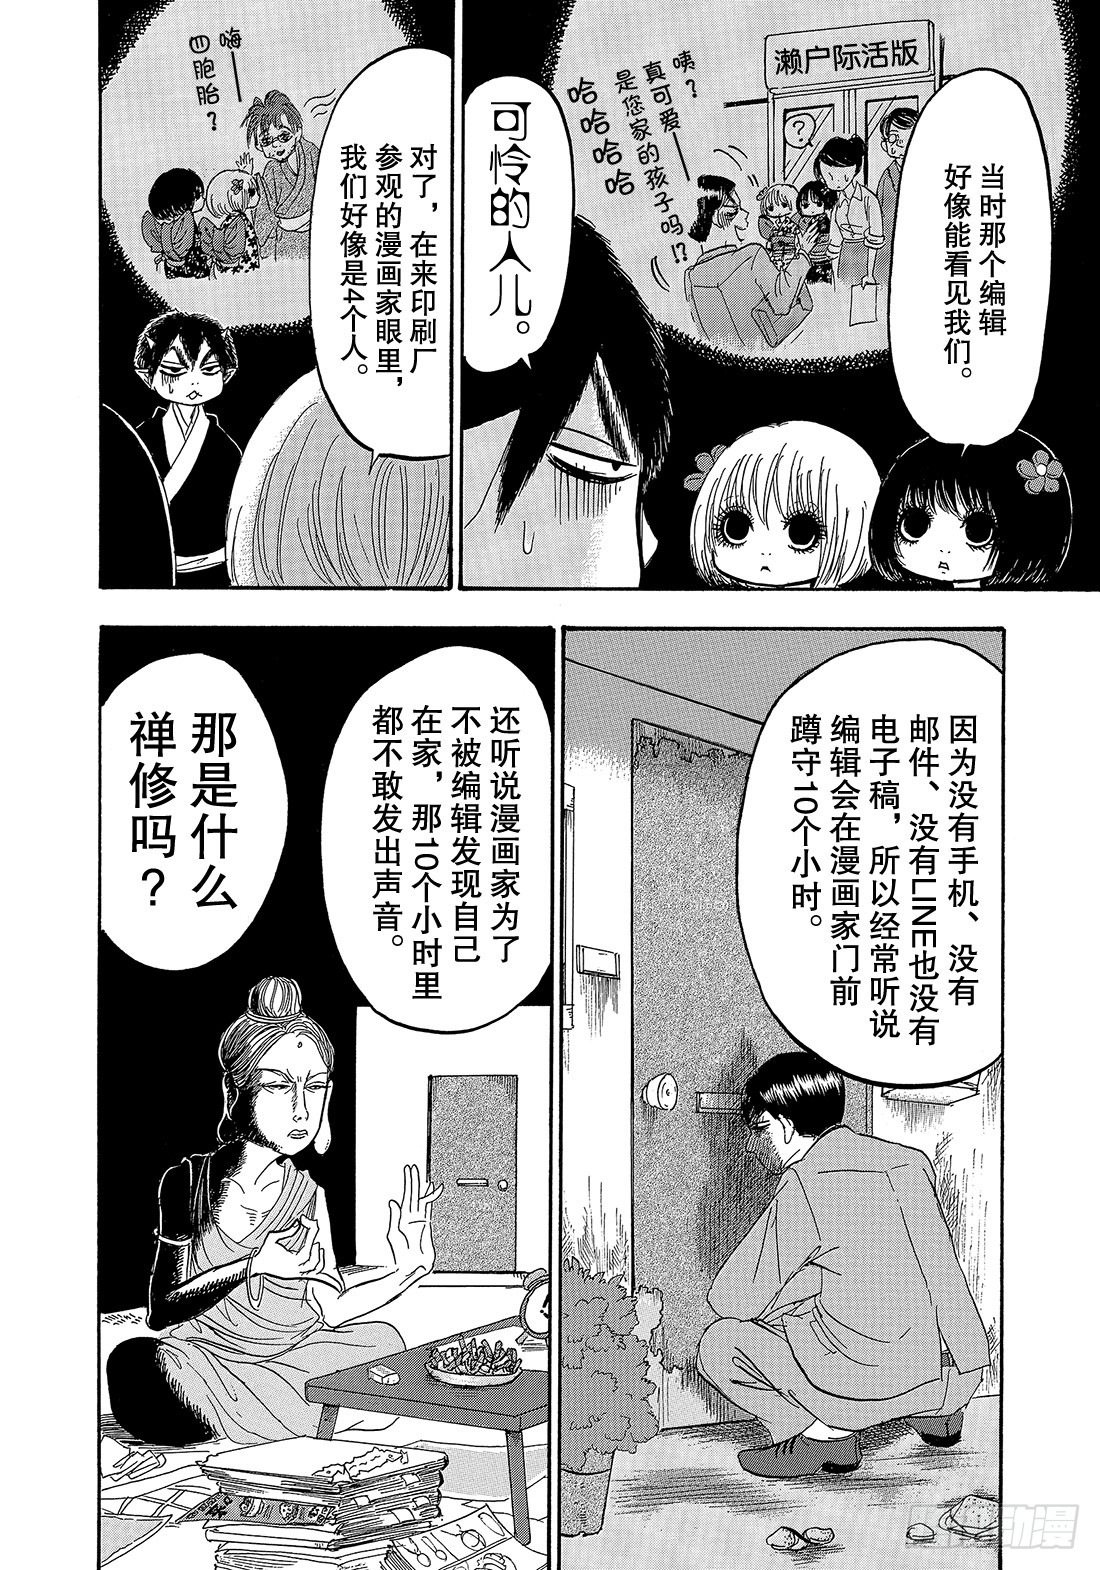 当时那个编辑
好像能看见我们。
濑户际活版
咦？
真可爱——
是您家的孩子吗!?
哈哈哈哈
?
可怜的人儿。
对了，在来印刷厂
参观的漫画家眼里，
我们好像是4个人。
嗨——
四胞胎？
因为没有手机、没有
邮件、没有LINE也没有
电子稿，所以经常听说
编辑会在漫画家门前
蹲守10个小时。
还听说漫画家为了
不被编辑发现自己
在家，那10个小时里
都不敢发出声音。
那是什么
禅修吗？